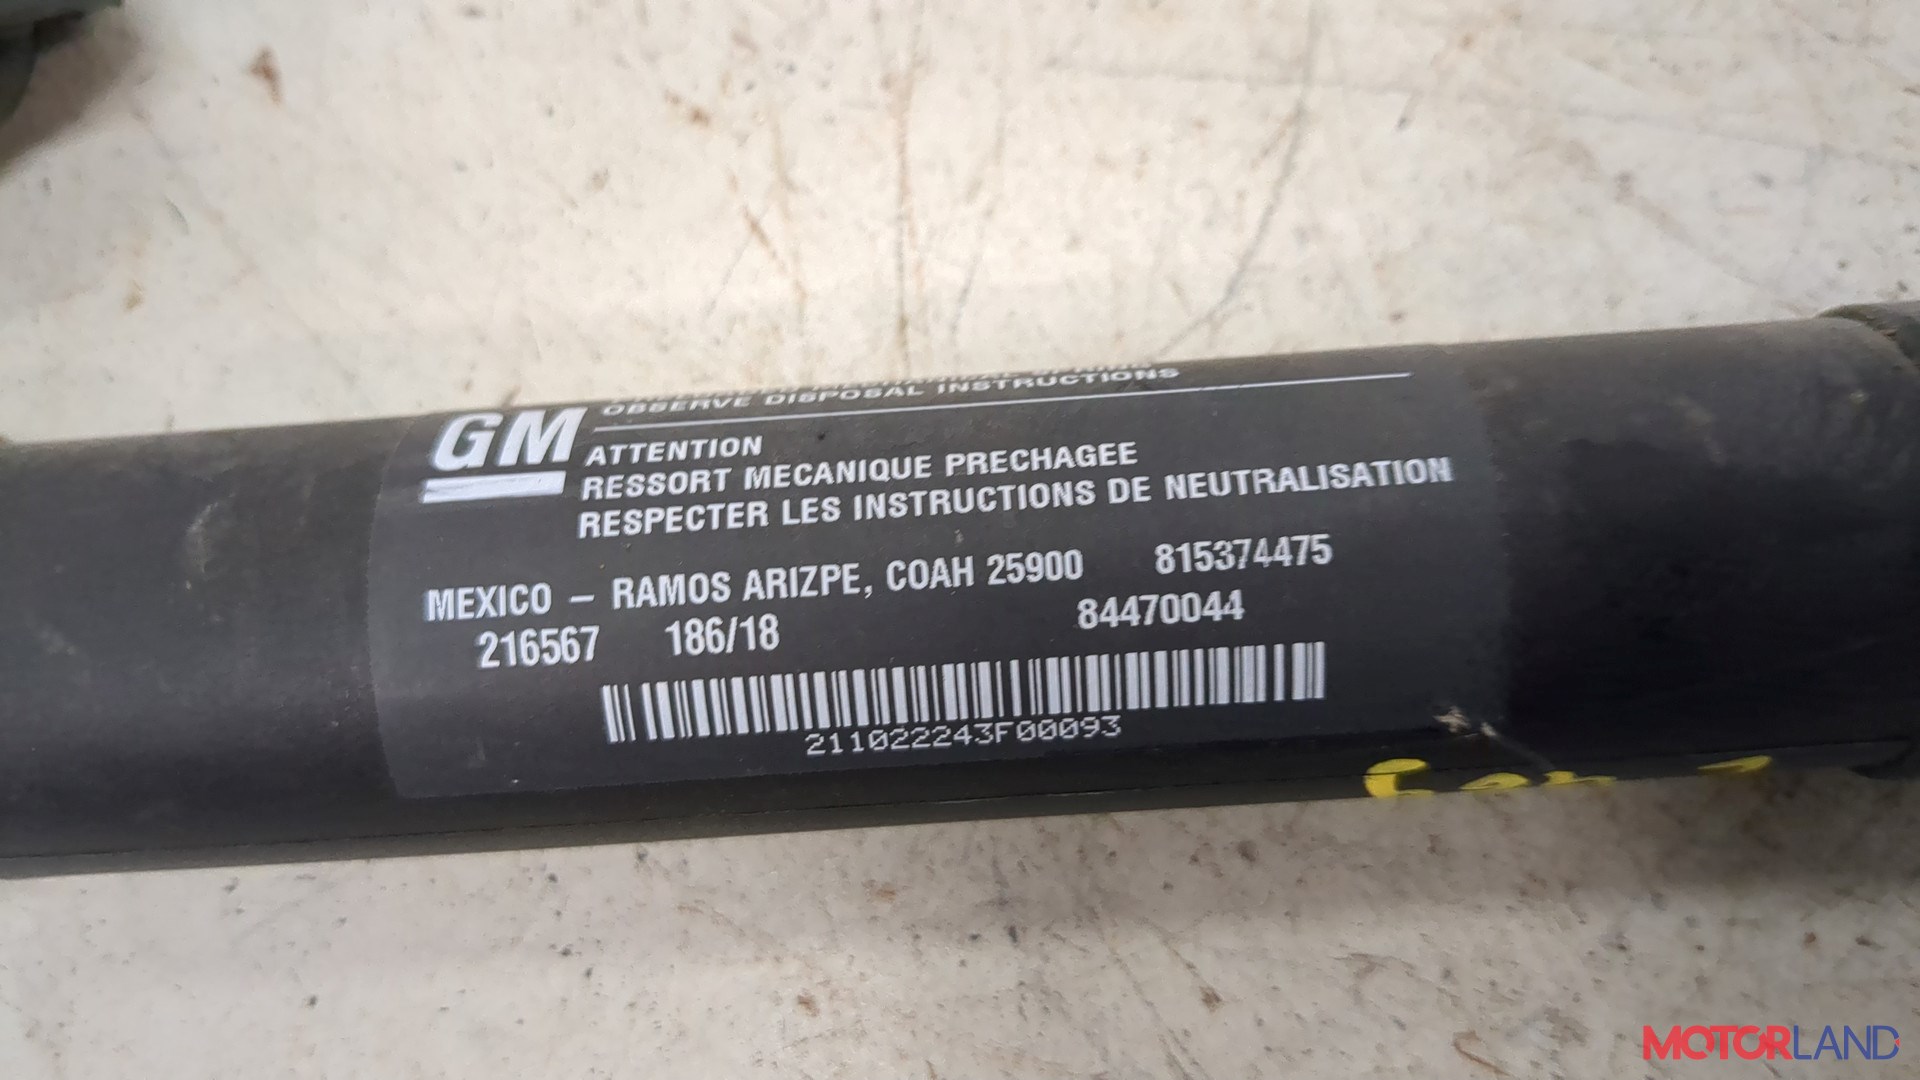 GM
OBSERVE DISPOSAL INSTRUCTIONS
ATTENTION
RESSORT MECANIQUE PRECHAGEE
RESPECTER LES INSTRUCTIONS DE NEUTRALISATION
MEXICO – RAMOS ARIZPE, COAH 25900 815374475
216567 186/18 84470044
211022243F00093
MOTORLAND